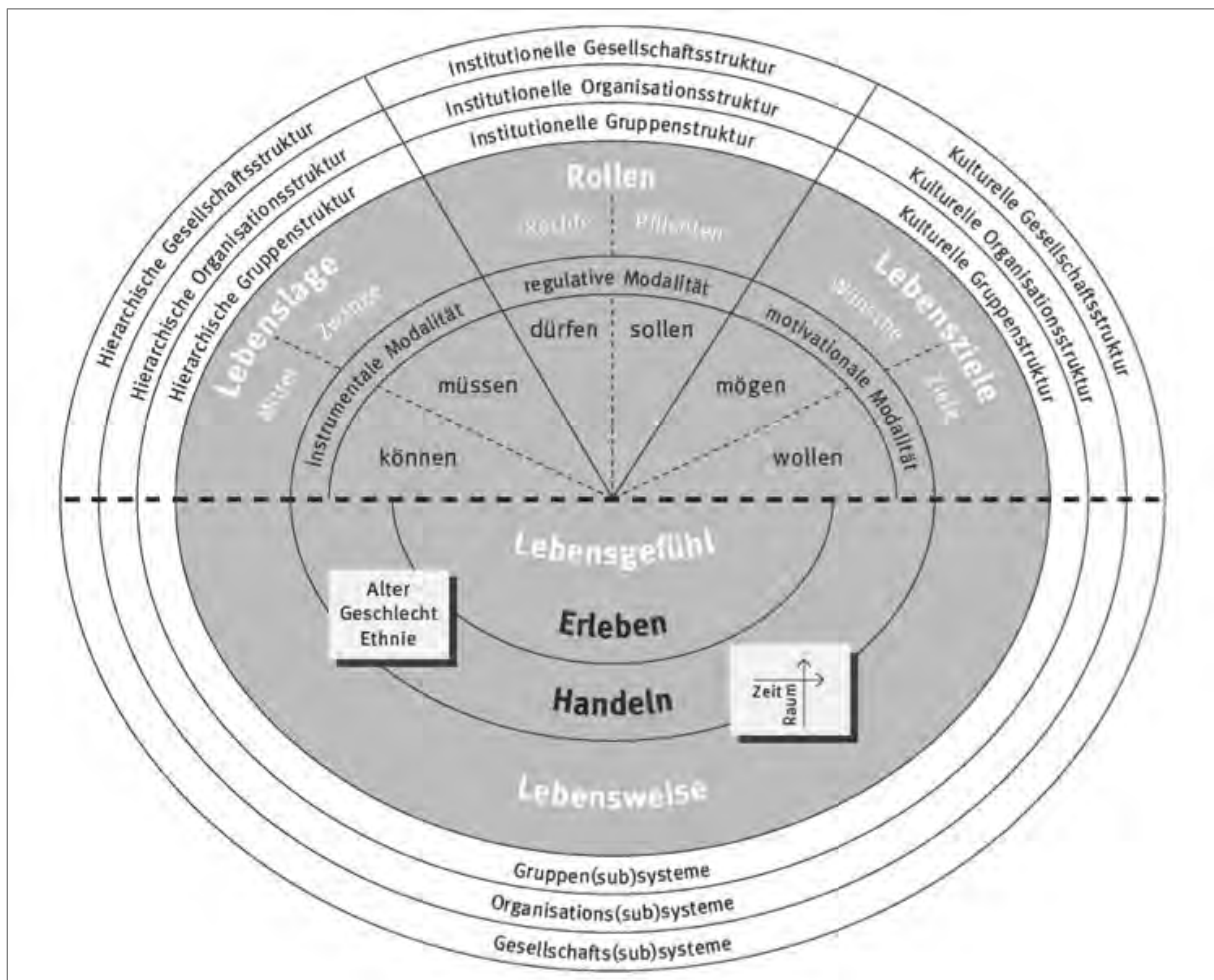 Institutionelle Gesellschaftsstruktur
Institutionelle Organisationsstruktur
Institutionelle Gruppenstruktur
Hierarchische Gesellschaftsstruktur
Hierarchische Organisationsstruktur
Hierarchische Gruppenstruktur
Kulturelle Gesellschaftsstruktur
Kulturelle Organisationsstruktur
Kulturelle Gruppenstruktur
Rollen
Rechte
Pflichten
Lebenslage
Zwänge
Mittel
Lebensziele
Wünsche
Ziele
Instrumentale Modalität
regulative Modalität
motivationale Modalität
dürfen
sollen
müssen
mögen
können
wollen
Lebensgefühl
Alter
Geschlecht
Ethnie
Erleben
Zeit
Raum
Handeln
Lebensweise
Gruppen(sub)systeme
Organisations(sub)systeme
Gesellschafts(sub)systeme